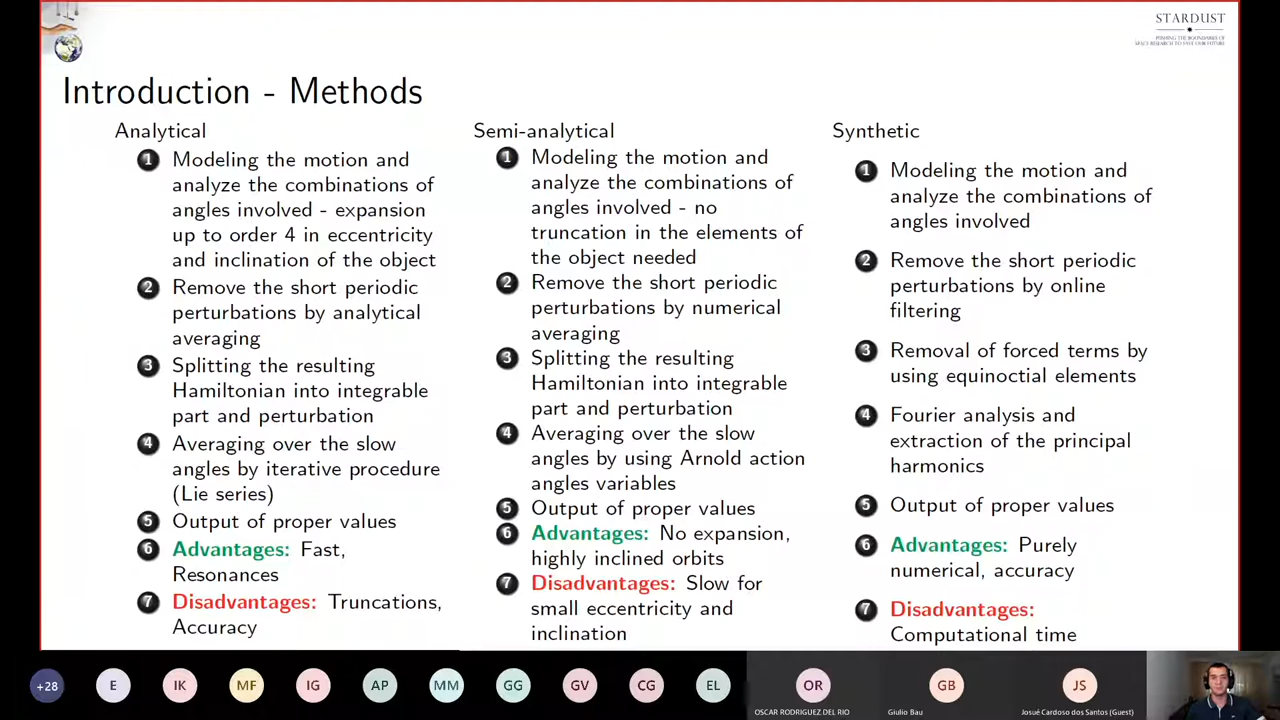 STARDUST
PUSHING THE BOUNDARIES OF
SPACE RESEARCH TO SAVE OUR FUTURE
Introduction - Methods
Analytical
1 Modeling the motion and
analyze the combinations of
angles involved - expansion
up to order 4 in eccentricity
and inclination of the object
2 Remove the short periodic
perturbations by analytical
averaging
3 Splitting the resulting
Hamiltonian into integrable
part and perturbation
4 Averaging over the slow
angles by iterative procedure
(Lie series)
5 Output of proper values
6 Advantages: Fast,
Resonances
7 Disadvantages: Truncations,
Accuracy
Semi-analytical
1 Modeling the motion and
analyze the combinations of
angles involved - no
truncation in the elements of
the object needed
2 Remove the short periodic
perturbations by numerical
averaging
3 Splitting the resulting
Hamiltonian into integrable
part and perturbation
4 Averaging over the slow
angles by using Arnold action
angles variables
5 Output of proper values
6 Advantages: No expansion,
highly inclined orbits
7 Disadvantages: Slow for
small eccentricity and
inclination
Synthetic
1 Modeling the motion and
analyze the combinations of
angles involved
2 Remove the short periodic
perturbations by online
filtering
3 Removal of forced terms by
using equinoctial elements
4 Fourier analysis and
extraction of the principal
harmonics
5 Output of proper values
6 Advantages: Purely
numerical, accuracy
7 Disadvantages:
Computational time
+28 E IK MF IG AP MM GG GV CG EL OR GB JS
OSCAR RODRIGUEZ DEL RIO Giulio Bau Josué Cardoso dos Santos (Guest)